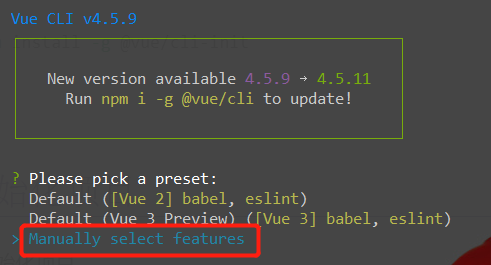 Vue CLI v4.5.9
New version available 4.5.9 → 4.5.11
Run npm i -g @vue/cli to update!
? Please pick a preset:
Default ([Vue 2] babel, eslint)
Default (Vue 3 Preview) ([Vue 3] babel, eslint)
> Manually select features